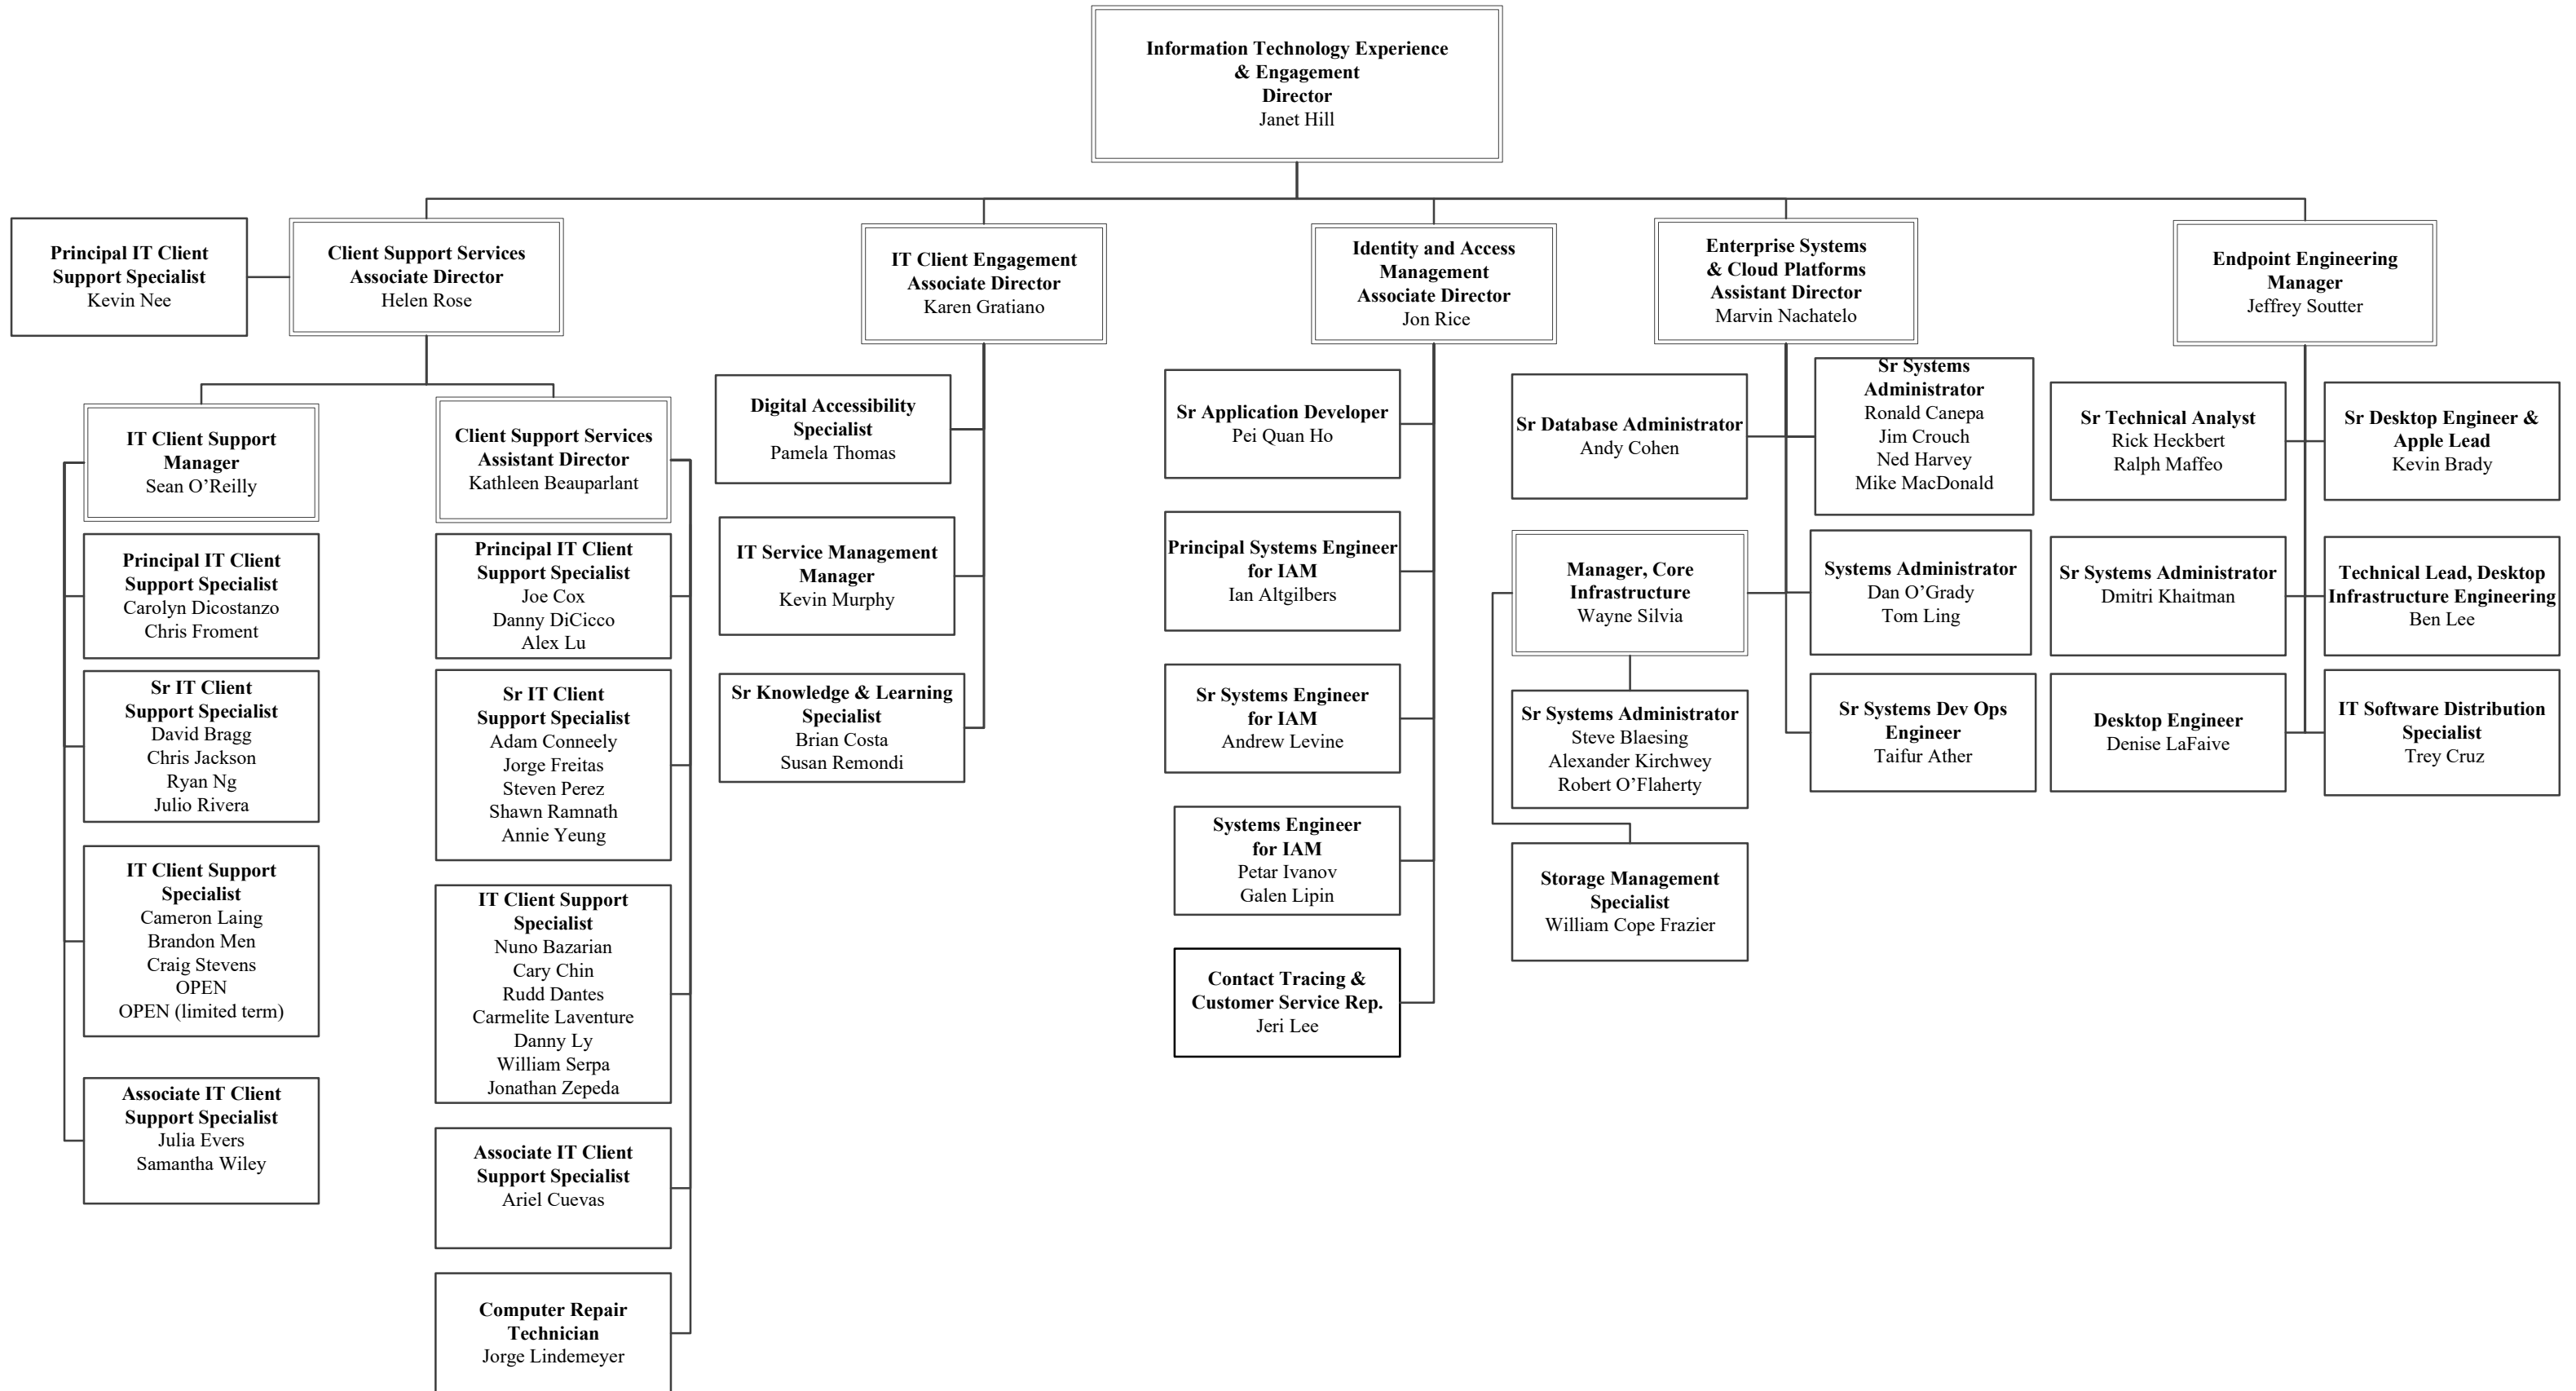 Information Technology Experience
& Engagement
Director
Janet Hill
Principal IT Client
Support Specialist
Kevin Nee
Client Support Services
Associate Director
Helen Rose
IT Client Engagement
Associate Director
Karen Gratiano
Identity and Access
Management
Associate Director
Jon Rice
Enterprise Systems
& Cloud Platforms
Assistant Director
Marvin Nachatelo
Endpoint Engineering
Manager
Jeffrey Soutter
IT Client Support
Manager
Sean O’Reilly
Principal IT Client
Support Specialist
Carolyn Dicostanzo
Chris Froment
Sr IT Client
Support Specialist
David Bragg
Chris Jackson
Ryan Ng
Julio Rivera
IT Client Support
Specialist
Cameron Laing
Brandon Men
Craig Stevens
OPEN
OPEN (limited term)
Associate IT Client
Support Specialist
Julia Evers
Samantha Wiley
Client Support Services
Assistant Director
Kathleen Beauparlant
Principal IT Client
Support Specialist
Joe Cox
Danny DiCicco
Alex Lu
Sr IT Client
Support Specialist
Adam Conneely
Jorge Freitas
Steven Perez
Shawn Ramnath
Annie Yeung
IT Client Support
Specialist
Nuno Bazarian
Cary Chin
Rudd Dantes
Carmelite Laventure
Danny Ly
William Serpa
Jonathan Zepeda
Associate IT Client
Support Specialist
Ariel Cuevas
Computer Repair
Technician
Jorge Lindemeyer
Digital Accessibility
Specialist
Pamela Thomas
IT Service Management
Manager
Kevin Murphy
Sr Knowledge & Learning
Specialist
Brian Costa
Susan Remondi
Sr Application Developer
Pei Quan Ho
Principal Systems Engineer
for IAM
Ian Altgilbers
Sr Systems Engineer
for IAM
Andrew Levine
Systems Engineer
for IAM
Petar Ivanov
Galen Lipin
Contact Tracing &
Customer Service Rep.
Jeri Lee
Sr Database Administrator
Andy Cohen
Sr Systems
Administrator
Ronald Canepa
Jim Crouch
Ned Harvey
Mike MacDonald
Manager, Core
Infrastructure
Wayne Silvia
Systems Administrator
Dan O’Grady
Tom Ling
Sr Systems Administrator
Steve Blaesing
Alexander Kirchwey
Robert O’Flaherty
Sr Systems Dev Ops
Engineer
Taifur Ather
Storage Management
Specialist
William Cope Frazier
Sr Technical Analyst
Rick Heckbert
Ralph Maffeo
Sr Desktop Engineer &
Apple Lead
Kevin Brady
Sr Systems Administrator
Dmitri Khaitman
Technical Lead, Desktop
Infrastructure Engineering
Ben Lee
Desktop Engineer
Denise LaFaive
IT Software Distribution
Specialist
Trey Cruz